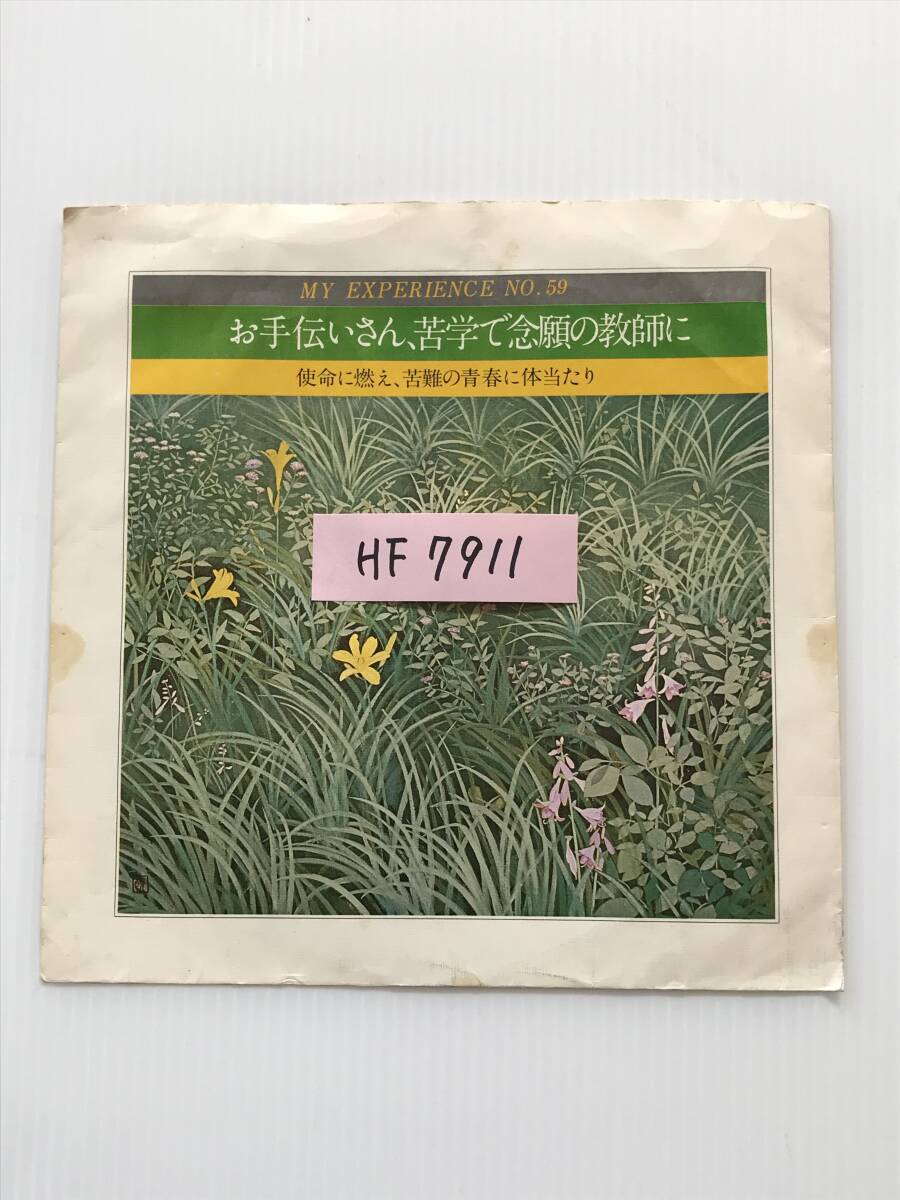 MY EXPERIENCE NO.59
お手伝いさん、苦学で念願の教師に
使命に燃え、苦難の青春に体当たり
HF 7911